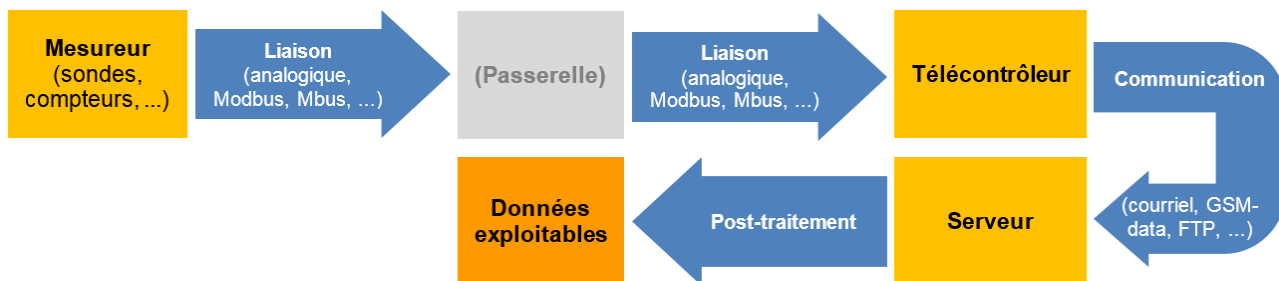 Mesureur
(sondes,
compteurs, ...)
Liaison
(analogique,
Modbus, Mbus, ...)
(Passerelle)
Liaison
(analogique,
Modbus, Mbus, ...)
Télécontrôleur
Communication
(courriel, GSM-
data, FTP, ...)
Serveur
Post-traitement
Données
exploitables